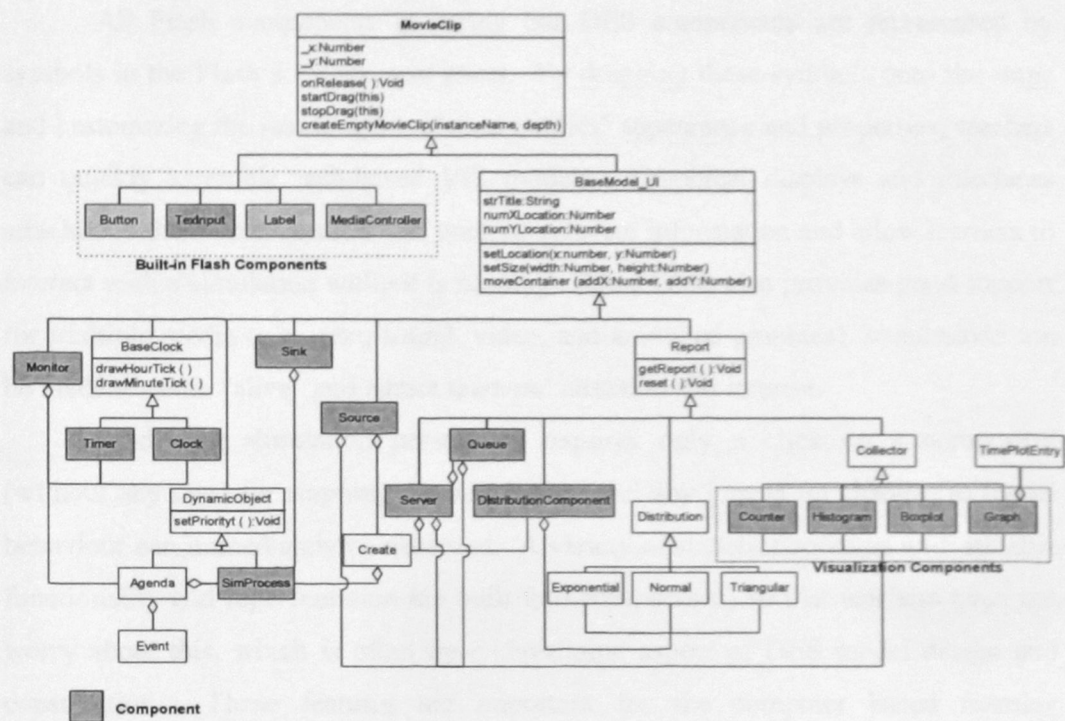 MovieClip
_x:Number
_y:Number
onRelease( ):Void
startDrag(this)
stopDrag(this)
createEmptyMovieClip(instanceName, depth)
BaseModel_UI
strTitle:String
numXLocation:Number
numYLocation:Number
setLocation(x:number, y:Number)
setSize(width:Number, height:Number)
moveContainer (addX:Number, addY:Number)
Button
TexInput
Label
MediaController
Built-in Flash Components
Monitor
BaseClock
drawHourTick ( )
drawMinuteTick ( )
Sink
Report
getReport ( ):Void
reset ( ):Void
Source
Timer
Clock
Queue
Collector
TimePlotEntry
DynamicObject
setPriorityt ( ):Void
Server
DistributionComponent
Distribution
Counter
Histogram
Boxplot
Graph
Visualization Components
Create
Agenda
SimProcess
Exponential
Normal
Triangular
Event
Component